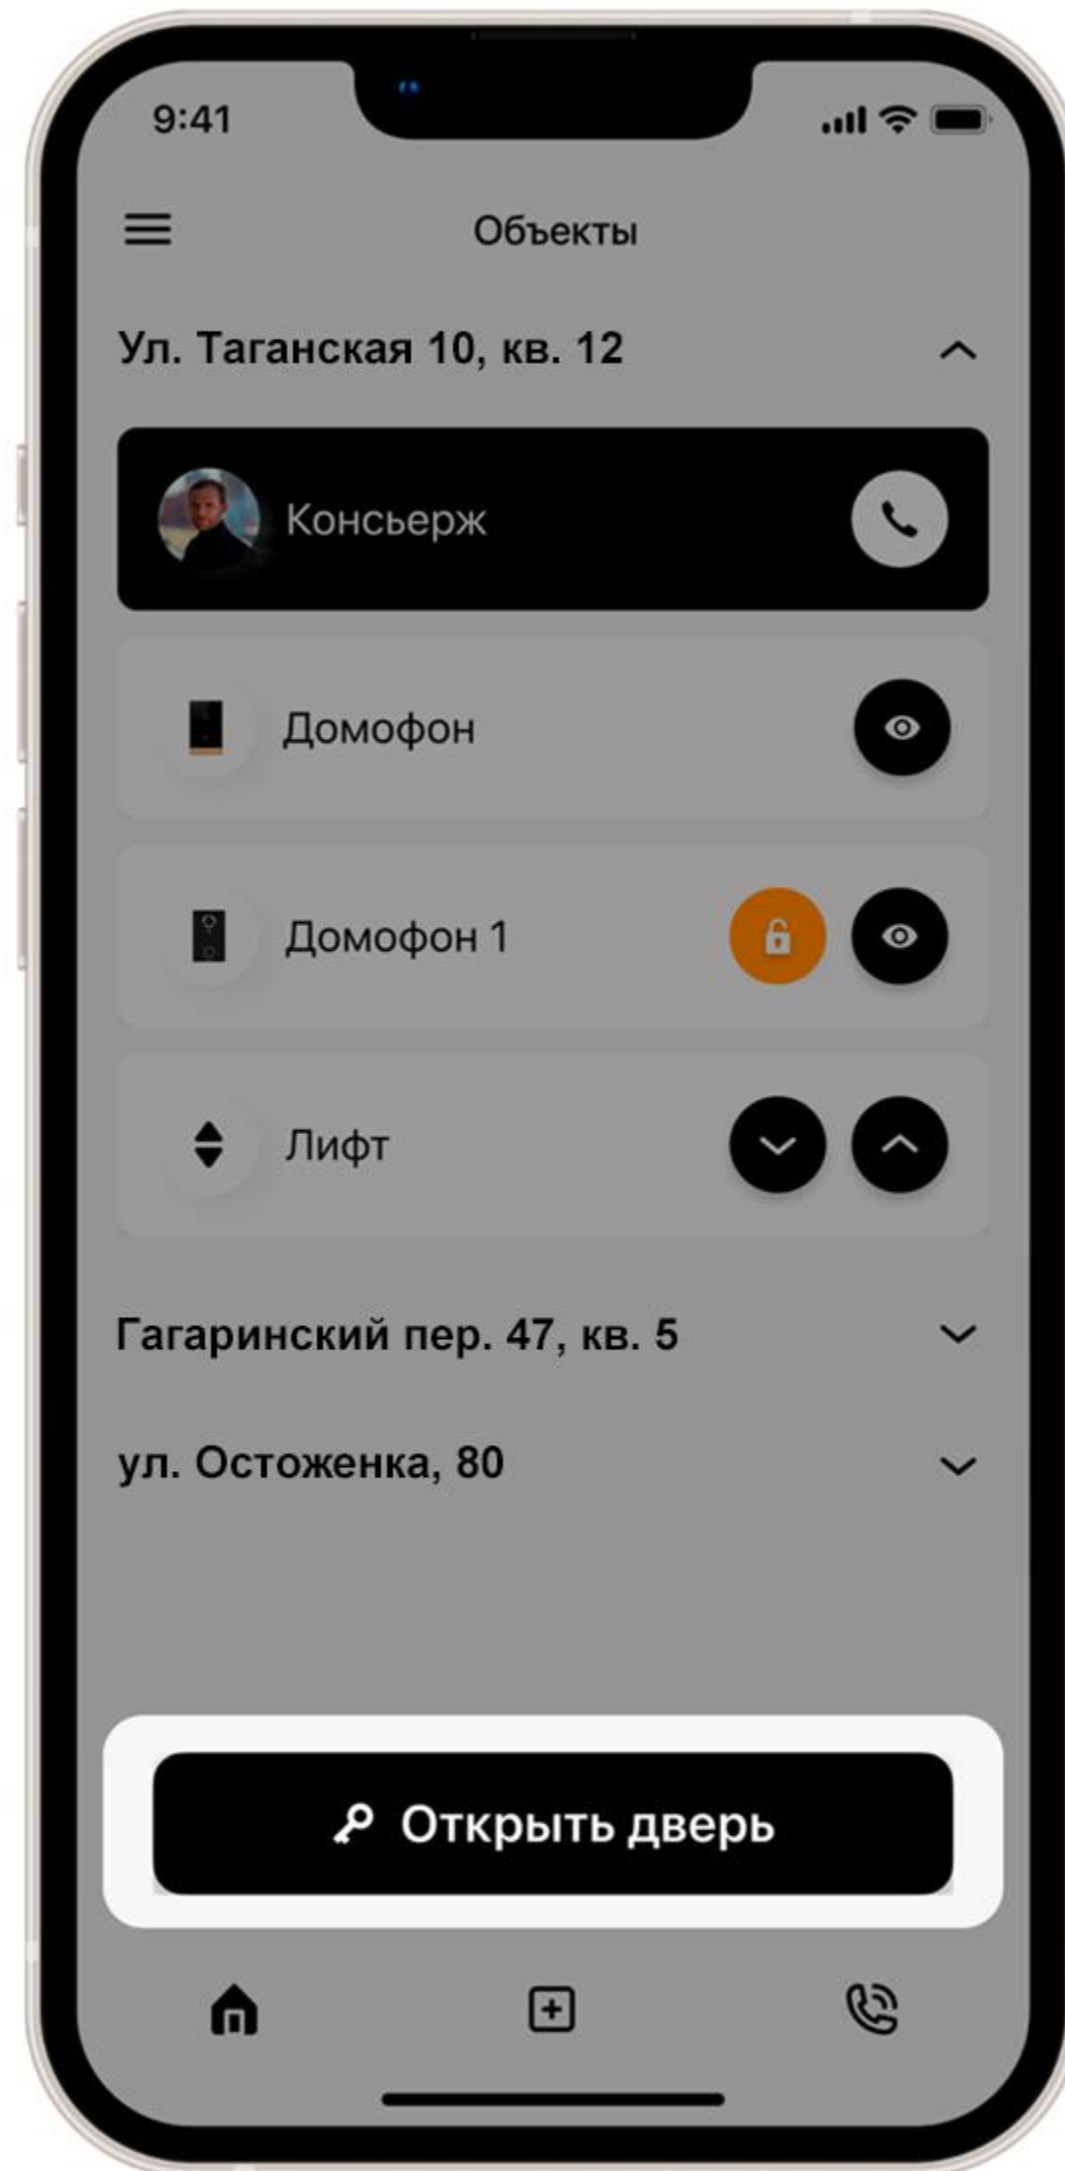 9:41
Объекты
Ул. Таганская 10, кв. 12
Консьерж
Домофон
Домофон 1
Лифт
Гагаринский пер. 47, кв. 5
ул. Остоженка, 80
Открыть дверь